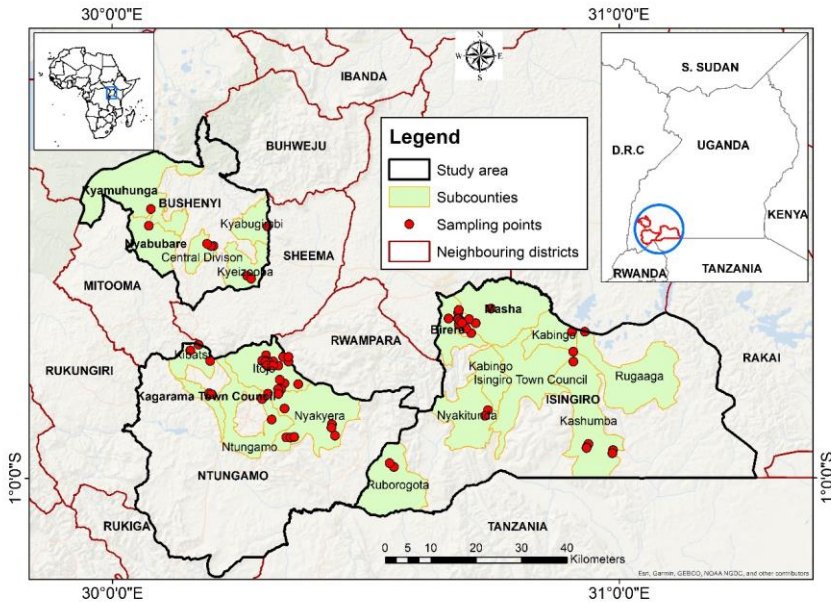 30°00'0"E
31°00'0"E
N
W
E
S
IBANDA
BUHWEJU
Kyamuhunga
BUSHENYI
Nyabubare
Central Divison
Kyeizooba
SHEEMA
MITOOMA
RWAMPARA
RUKUNGIRI
Kibatsi
Itojo
Kagarama Town Council
Nyakyera
Ntungamo
NTUNGAMO
RUKIGA
Ruborogota
Masha
Birere
Kabingo
Kabingo
Isingiro Town Council
Rugaaga
ISINGIRO
Nyakitunda
Kashumba
RAKAI
TANZANIA
Legend
Study area
Subcounties
Sampling points
Neighbouring districts
S. SUDAN
D.R.C
UGANDA
KENYA
RWANDA
TANZANIA
0 5 10 20 30 40
Kilometers
Esri, Garmin, GEBCO, NOAA NGDC, and other contributors
1°0'0"S
1°0'0"S
30°00'0"E
31°00'0"E